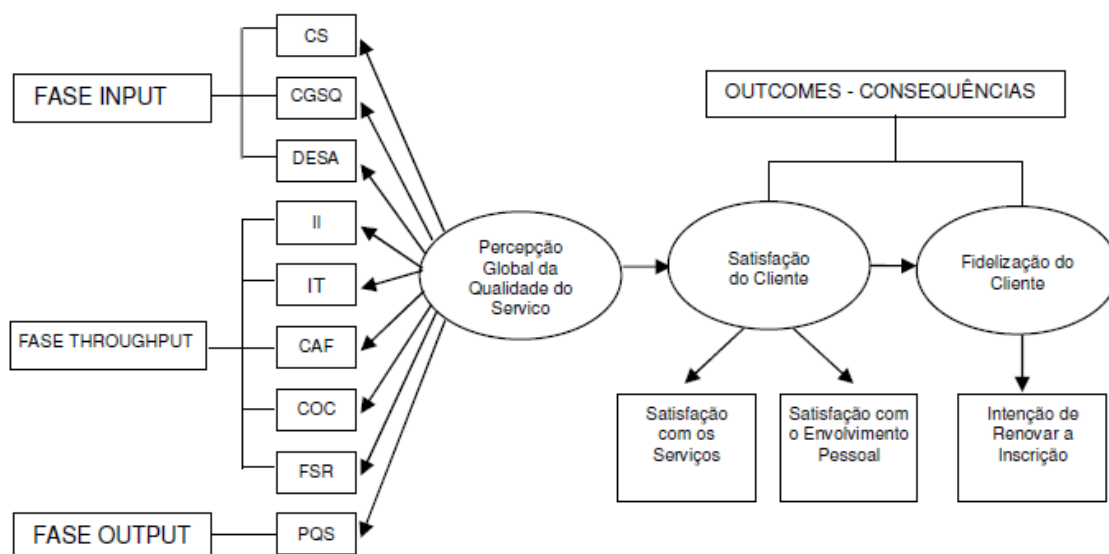 FASE INPUT
CS
CGSQ
DESA
FASE THROUGHPUT
II
IT
CAF
COC
FSR
FASE OUTPUT
PQS
Percepção
Global da
Qualidade do
Servico
OUTCOMES - CONSEQUÊNCIAS
Satisfação
do Cliente
Fidelização do
Cliente
Satisfação
com os
Serviços
Satisfação com
o Envolvimento
Pessoal
Intenção de
Renovar a
Inscrição